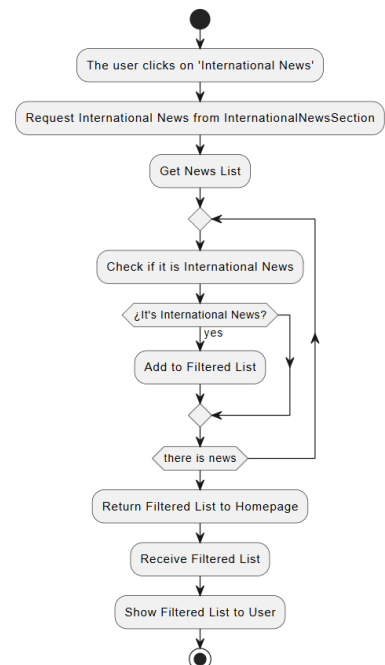 The user clicks on 'International News'
Request International News from InternationalNewsSection
Get News List
Check if it is International News
¿It's International News?
yes
Add to Filtered List
there is news
Return Filtered List to Homepage
Receive Filtered List
Show Filtered List to User